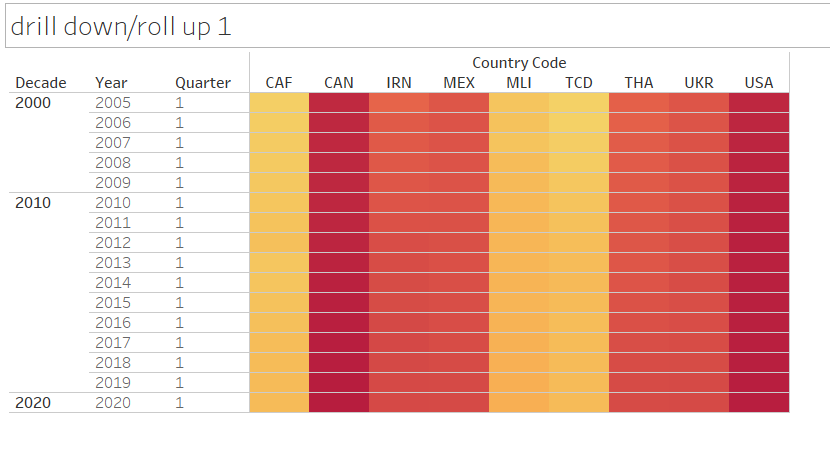 drill down/roll up 1
Country Code
Decade Year Quarter CAF CAN IRN MEX MLI TCD THA UKR USA
2000 2005 1
2006 1
2007 1
2008 1
2009 1
2010 2010 1
2011 1
2012 1
2013 1
2014 1
2015 1
2016 1
2017 1
2018 1
2019 1
2020 2020 1